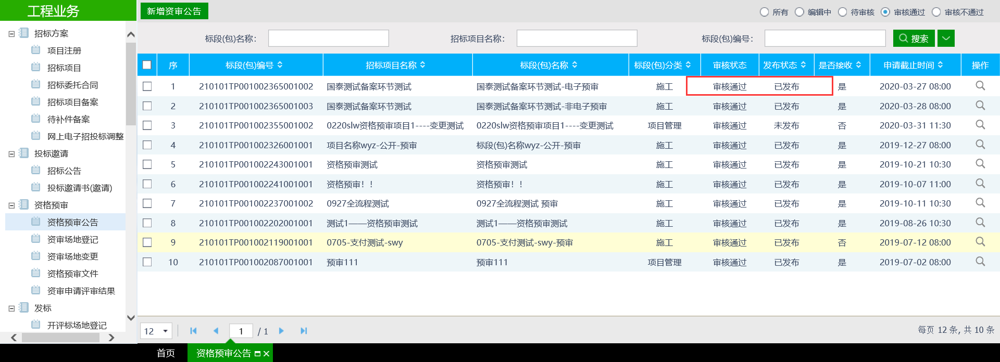 工程业务
招标方案
项目注册
招标项目
招标委托合同
招标项目备案
待补件备案
网上电子招投标调整
投标邀请
招标公告
投标邀请书(邀请)
资格预审
资格预审公告
资审场地登记
资审场地变更
资格预审文件
资审申请评审结果
发标
开评标场地登记
新增资审公告
所有 编辑中 待审核 审核通过 审核不通过
标段(包)名称: 招标项目名称: 标段(包)编号: 搜索
序 标段(包)编号 招标项目名称 标段(包)名称 标段(包)分类 审核状态 发布状态 是否接收 申请截止时间 操作
1 210101TP001002365001002 国泰测试备案环节测试 国泰测试备案环节测试-电子预审 施工 审核通过 已发布 是 2020-03-27 08:00
2 210101TP001002365001003 国泰测试备案环节测试 国泰测试备案环节测试-非电子预审 施工 审核通过 已发布 是 2020-03-28 08:00
3 210101TP001002355001002 0220slw资格预审项目1----变更测试 0220slw资格预审项目1----变更测试 项目管理 审核通过 未发布 否 2020-03-31 11:30
4 210101TP001002326001001 项目名称wyz-公开-预审 标段(包)名称wyz-公开-预审 施工 审核通过 已发布 是 2019-12-27 08:00
5 210101TP001002243001001 资格预审测试 资格预审测试 施工 审核通过 已发布 是 2019-10-21 10:30
6 210101TP001002241001001 资格预审！！ 资格预审！！ 施工 审核通过 已发布 是 2019-10-07 11:00
7 210101TP001002237001002 0927全流程测试 0927全流程测试 预审 施工 审核通过 已发布 是 2019-10-11 10:30
8 210101TP001002202001001 测试1——资格预审测试 测试1——资格预审测试 施工 审核通过 已发布 是 2019-08-26 10:30
9 210101TP001002119001001 0705-支付测试-swy 0705-支付测试-swy-预审 施工 审核通过 已发布 否 2019-07-12 08:00
10 210101TP001002087001001 预审111 预审111 项目管理 审核通过 已发布 是 2019-07-02 08:00
12 1 / 1 每页 12 条, 共 10 条
首页 资格预审公告